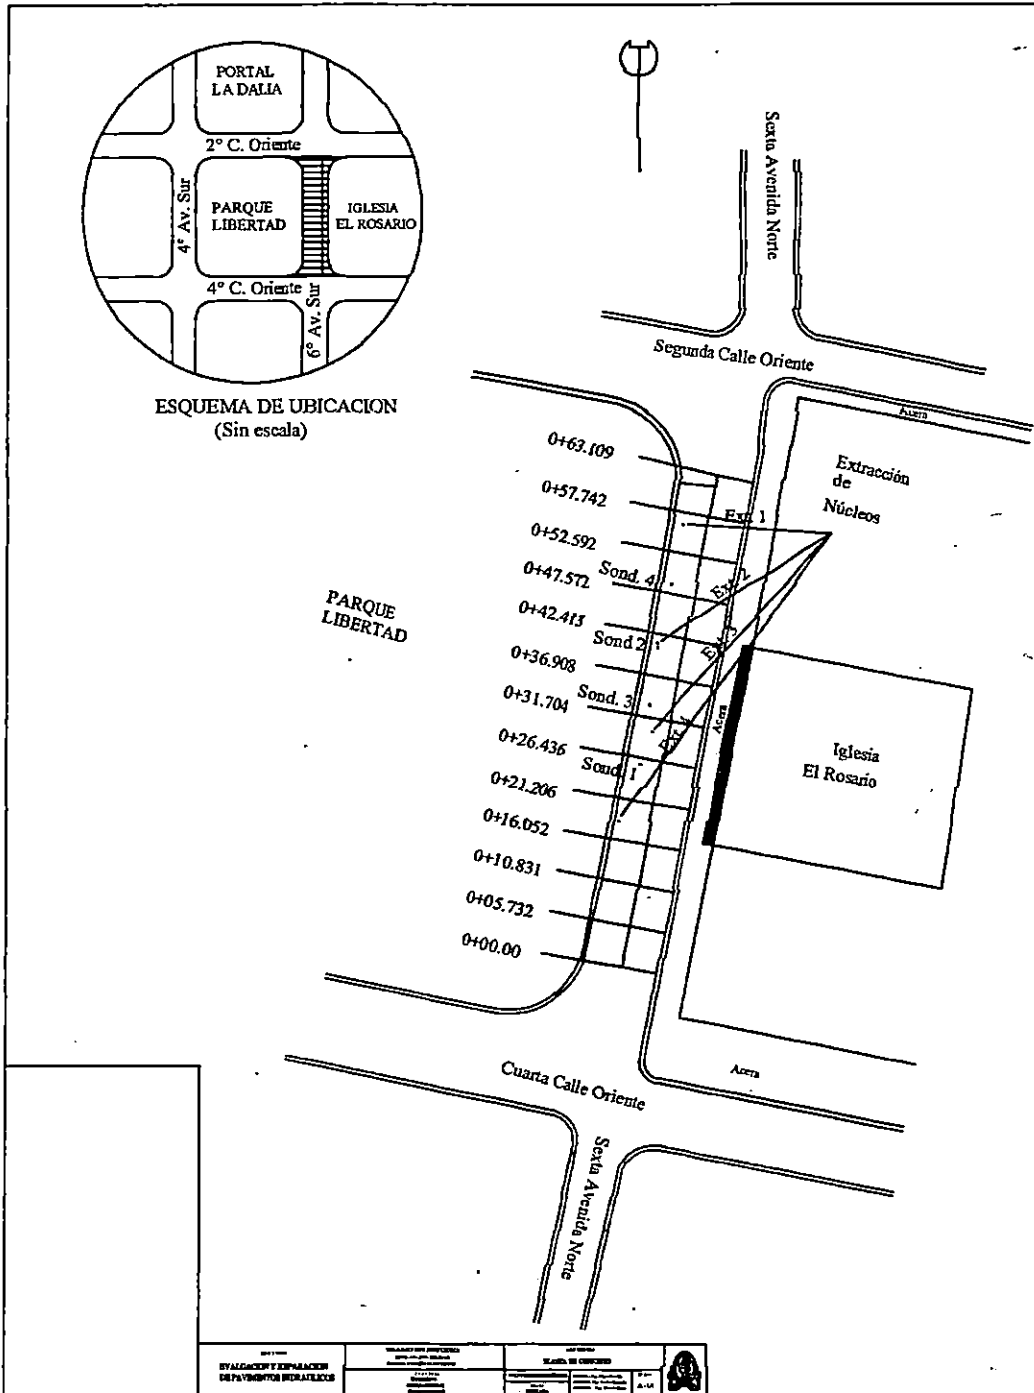 PORTAL
LA DALIA
2° C. Oriente
4° Av. Sur
PARQUE
LIBERTAD
IGLESIA
EL ROSARIO
4° C. Oriente
6° Av. Sur
ESQUEMA DE UBICACION
(Sin escala)
Sexta Avenida Norte
Segunda Calle Oriente
Acera
Extracción
de
Núcleos
0+63.109
0+57.742
0+52.592
0+47.572
0+42.413
0+36.908
0+31.704
0+26.436
0+21.206
0+16.052
0+10.831
0+05.732
0+00.00
Ext. 1
Ext. 2
Ext. 3
Ext. 4
Sond. 4
Sond 2
Sond. 3
Sond. 1
PARQUE
LIBERTAD
Acera
Iglesia
El Rosario
Acera
Cuarta Calle Oriente
Sexta Avenida Norte
EVALUACION Y REPARACION
DE PAVIMENTOS HIDRAULICOS